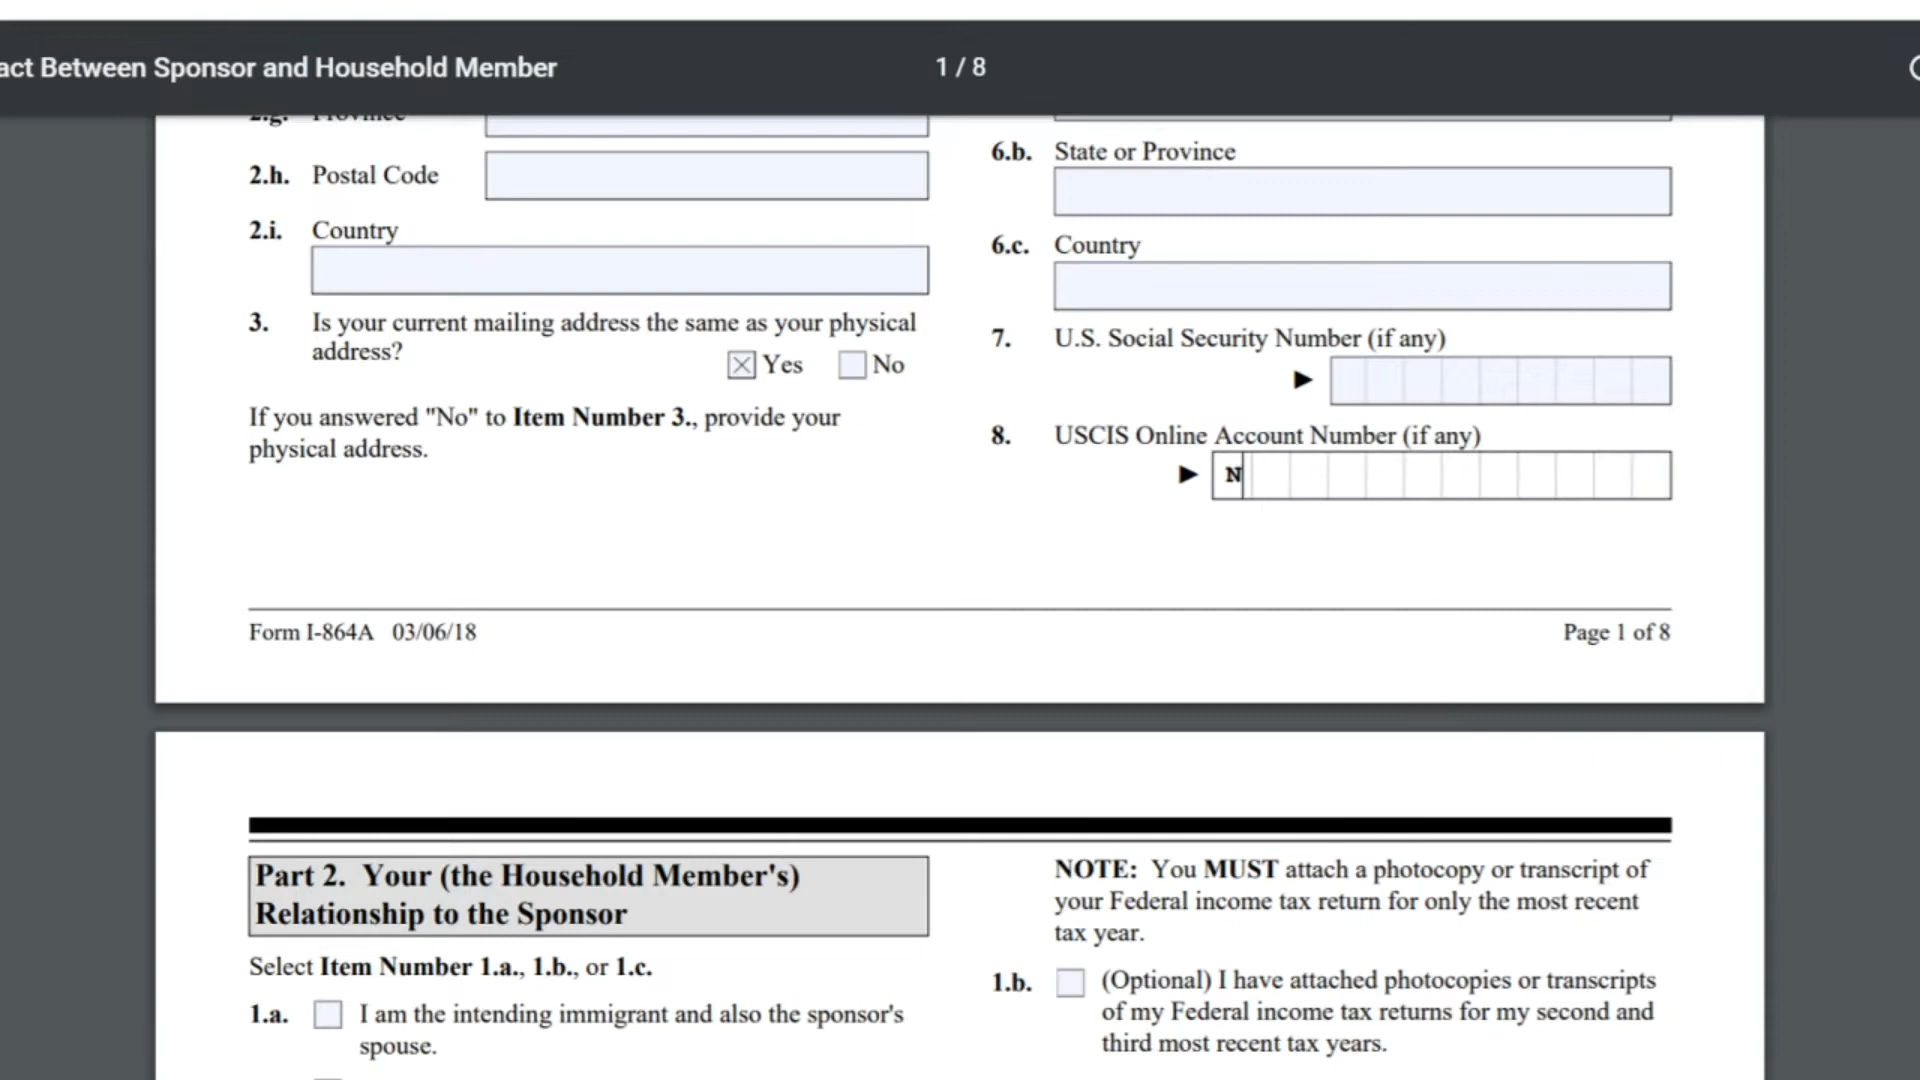 act Between Sponsor and Household Member
1 / 8
2.g. Province
2.h. Postal Code
2.i. Country
3. Is your current mailing address the same as your physical
address?
Yes No
If you answered "No" to Item Number 3., provide your
physical address.
6.b. State or Province
6.c. Country
7. U.S. Social Security Number (if any)
►
8. USCIS Online Account Number (if any)
► N
Form I-864A 03/06/18
Page 1 of 8
Part 2. Your (the Household Member's)
Relationship to the Sponsor
Select Item Number 1.a., 1.b., or 1.c.
1.a. I am the intending immigrant and also the sponsor's
spouse.
NOTE: You MUST attach a photocopy or transcript of
your Federal income tax return for only the most recent
tax year.
1.b. (Optional) I have attached photocopies or transcripts
of my Federal income tax returns for my second and
third most recent tax years.